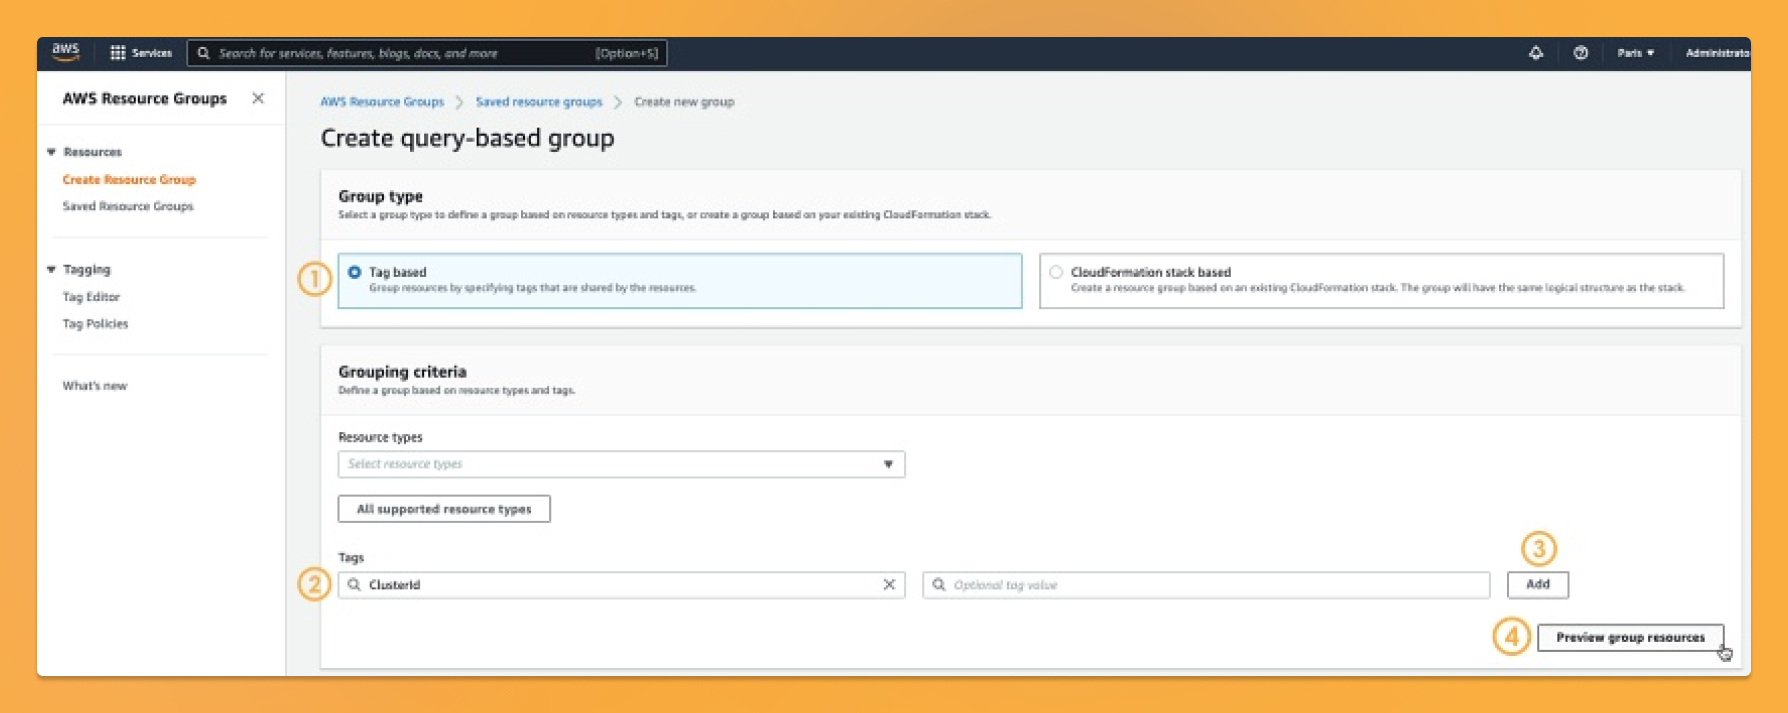 aws Services Search for services, features, blogs, docs, and more [Option+S] Paris Administrato
AWS Resource Groups
Resources
Create Resource Group
Saved Resource Groups
Tagging
Tag Editor
Tag Policies
What's new
AWS Resource Groups > Saved resource groups > Create new group
Create query-based group
Group type
Select a group type to define a group based on resource types and tags, or create a group based on your existing CloudFormation stack.
1
Tag based
Group resources by specifying tags that are shared by the resources.
CloudFormation stack based
Create a resource group based on an existing CloudFormation stack. The group will have the same logical structure as the stack.
Grouping criteria
Define a group based on resource types and tags.
Resource types
Select resource types
All supported resource types
Tags
2
ClusterId
Optional tag value
3
Add
4
Preview group resources